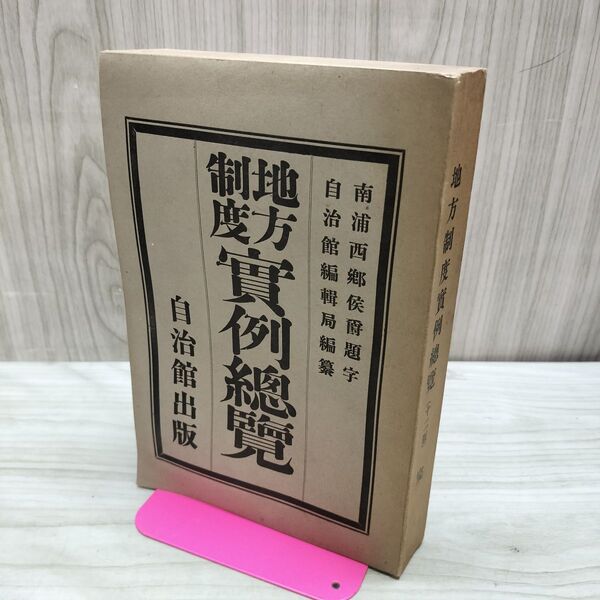 南浦西鄉侯爵題字
自治館編輯局編纂
地方制度實例總覽
自治館出版
地方制度實例總覽